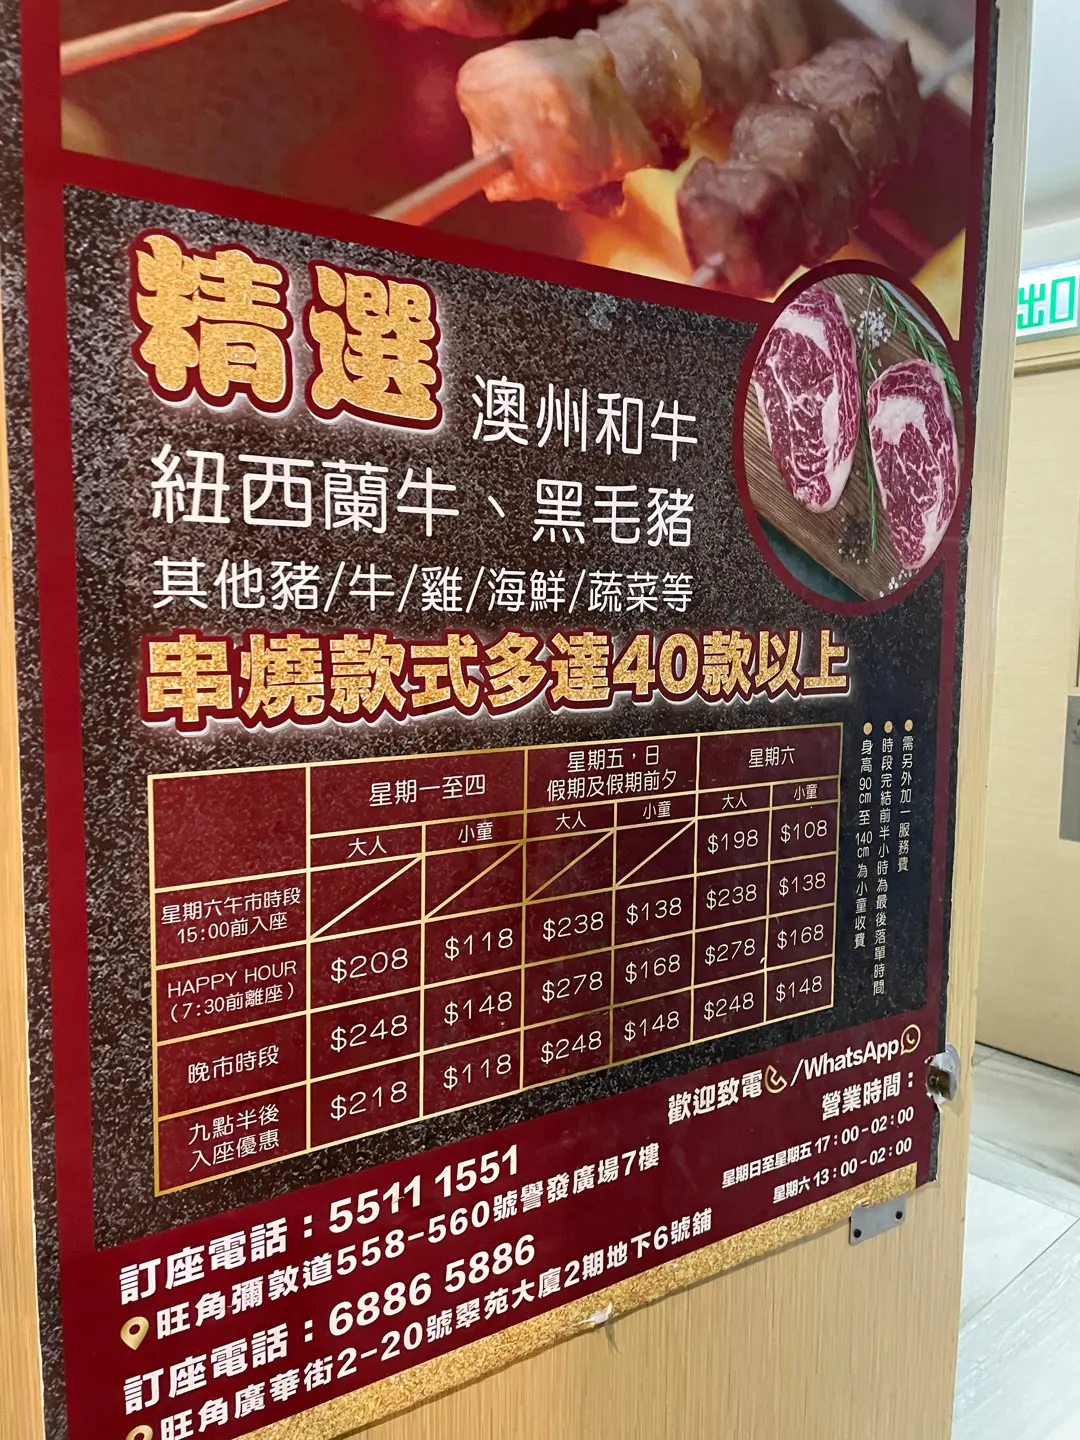 出口
精選 澳州和牛
紐西蘭牛、黑毛豬
其他豬/牛/雞/海鮮/蔬菜等
串燒款式多達40款以上
星期一至四 星期五，日 假期及假期前夕 星期六
大人 小童 大人 小童 大人 小童
星期六午市時段 15:00前入座 $198 $108
HAPPY HOUR (7:30前離座) $208 $118 $238 $138 $238 $138
晚市時段 $248 $148 $278 $168 $278 $168
九點半後 入座優惠 $218 $118 $248 $148 $248 $148
需另外加一服務費
時段完結前半小時為最後落單時間
身高90cm至140cm為小童收費
歡迎致電/WhatsApp
營業時間：
星期日至星期五 17:00-02:00
星期六 13:00-02:00
訂座電話：5511 1551
旺角彌敦道558-560號譽發廣場7樓
訂座電話：6886 5886
旺角廣華街2-20號翠苑大廈2期地下6號舖